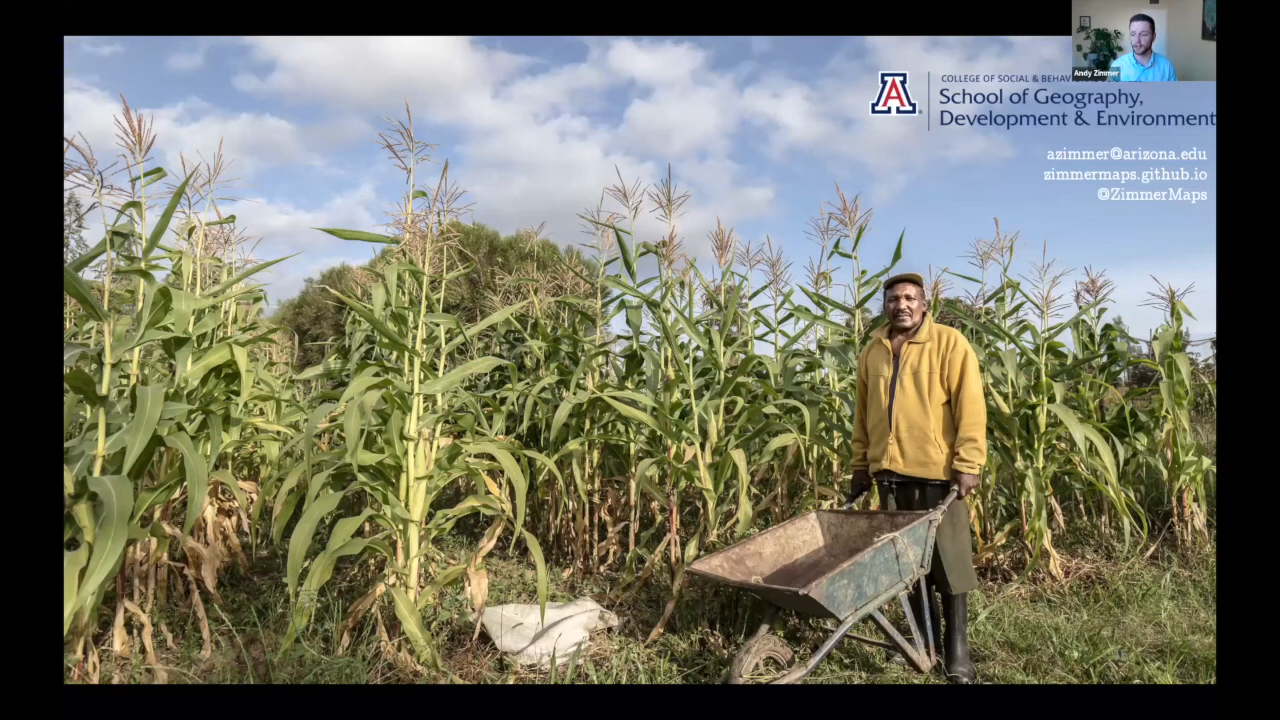 Andy Zimmer
A
COLLEGE OF SOCIAL & BEHAV
School of Geography,
Development & Environment
azimmer@arizona.edu
zimmermaps.github.io
@ZimmerMaps